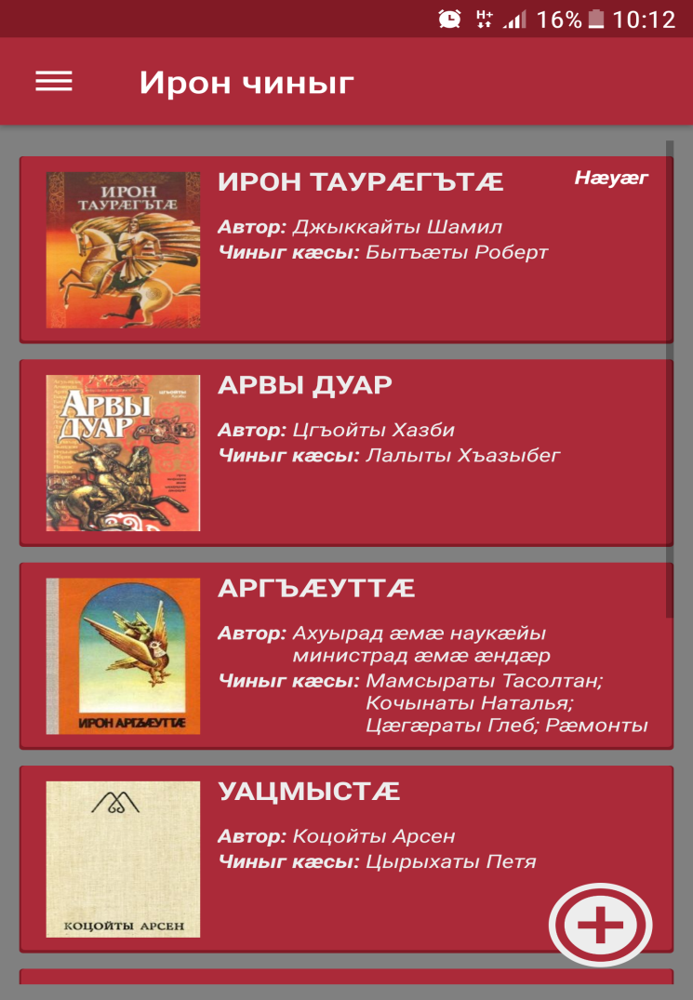 H+ 16% 10:12
Ирон чиныг
ИРОН ТАУРÆГЪТÆ
Нæуæг
Автор: Джыккайты Шамил
Чиныг кæсы: Бытъæты Роберт
ИРОН
ТАУРÆГЪТÆ
АРВЫ ДУАР
Автор: Цгъойты Хазби
Чиныг кæсы: Лалыты Хъазыбег
АРВЫ
ДУАР
АРГЪÆУТТÆ
Автор: Ахуырад æмæ наукæйы
министрад æмæ æндæр
Чиныг кæсы: Мамсыраты Тасолтан;
Кочынаты Наталья;
Цæгæраты Глеб; Рæмонты
ИРОН АРГЪÆУТТÆ
УАЦМЫСТÆ
Автор: Коцойты Арсен
Чиныг кæсы: Цырыхаты Петя
КОЦОЙТЫ АРСЕН